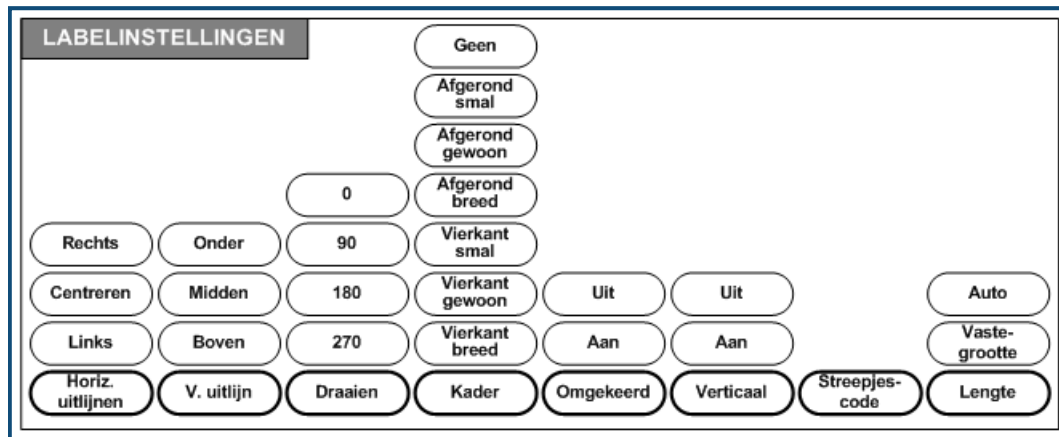 LABELINSTELLINGEN
Geen
Afgerond
smal
Afgerond
gewoon
0
Afgerond
breed
Rechts
Onder
90
Vierkant
smal
Centreren
Midden
180
Vierkant
gewoon
Uit
Uit
Auto
Links
Boven
270
Vierkant
breed
Aan
Aan
Vaste-
grootte
Horiz.
uitlijnen
V. uitlijn
Draaien
Kader
Omgekeerd
Verticaal
Streepjes-
code
Lengte